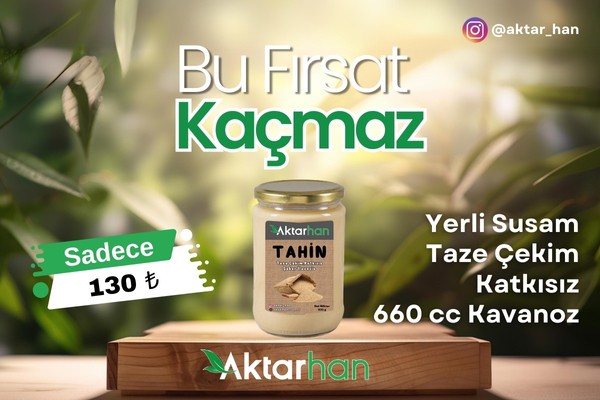 @aktar_han
Bu Fırsat
Kaçmaz
Sadece
130 ₺
Aktarhan
TAHİN
Yerli Susam
Taze Çekim
Katkısız
660 cc Kavanoz
Aktarhan